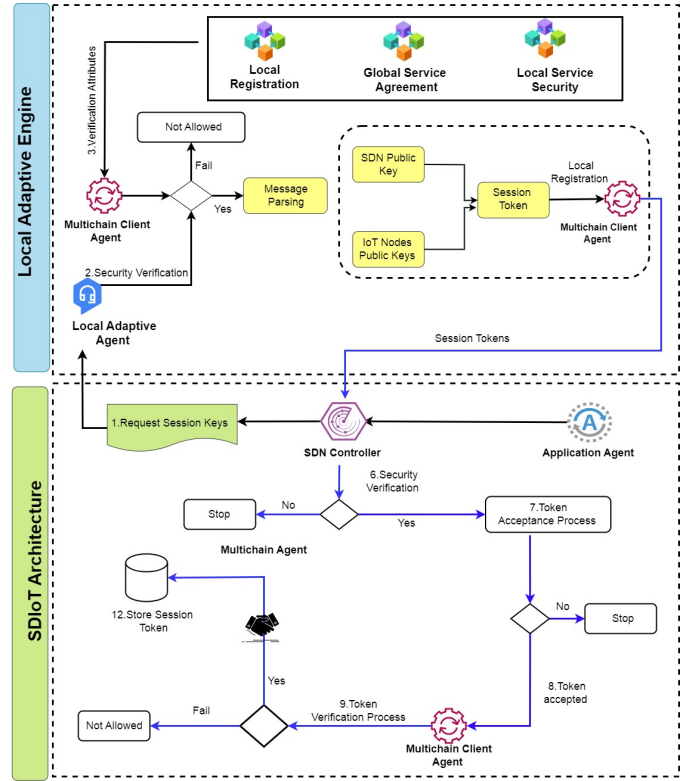 Local Adaptive Engine
Local
Registration
Global Service
Agreement
Local Service
Security
3.Verification Attributes
Not Allowed
Fail
Yes
Message
Parsing
Multichain Client
Agent
2.Security Verification
Local Adaptive
Agent
SDN Public
Key
IoT Nodes
Public Keys
Session
Token
Local
Registration
Multichain Client
Agent
Session Tokens
SDIoT Architecture
1.Request Session Keys
SDN Controller
A
Application Agent
6.Security
Verification
No
Stop
Yes
7.Token
Acceptance Process
Multichain Agent
12.Store Session
Token
No
Stop
8.Token
accepted
Yes
9.Token
Verification Process
Fail
Not Allowed
Multichain Client
Agent